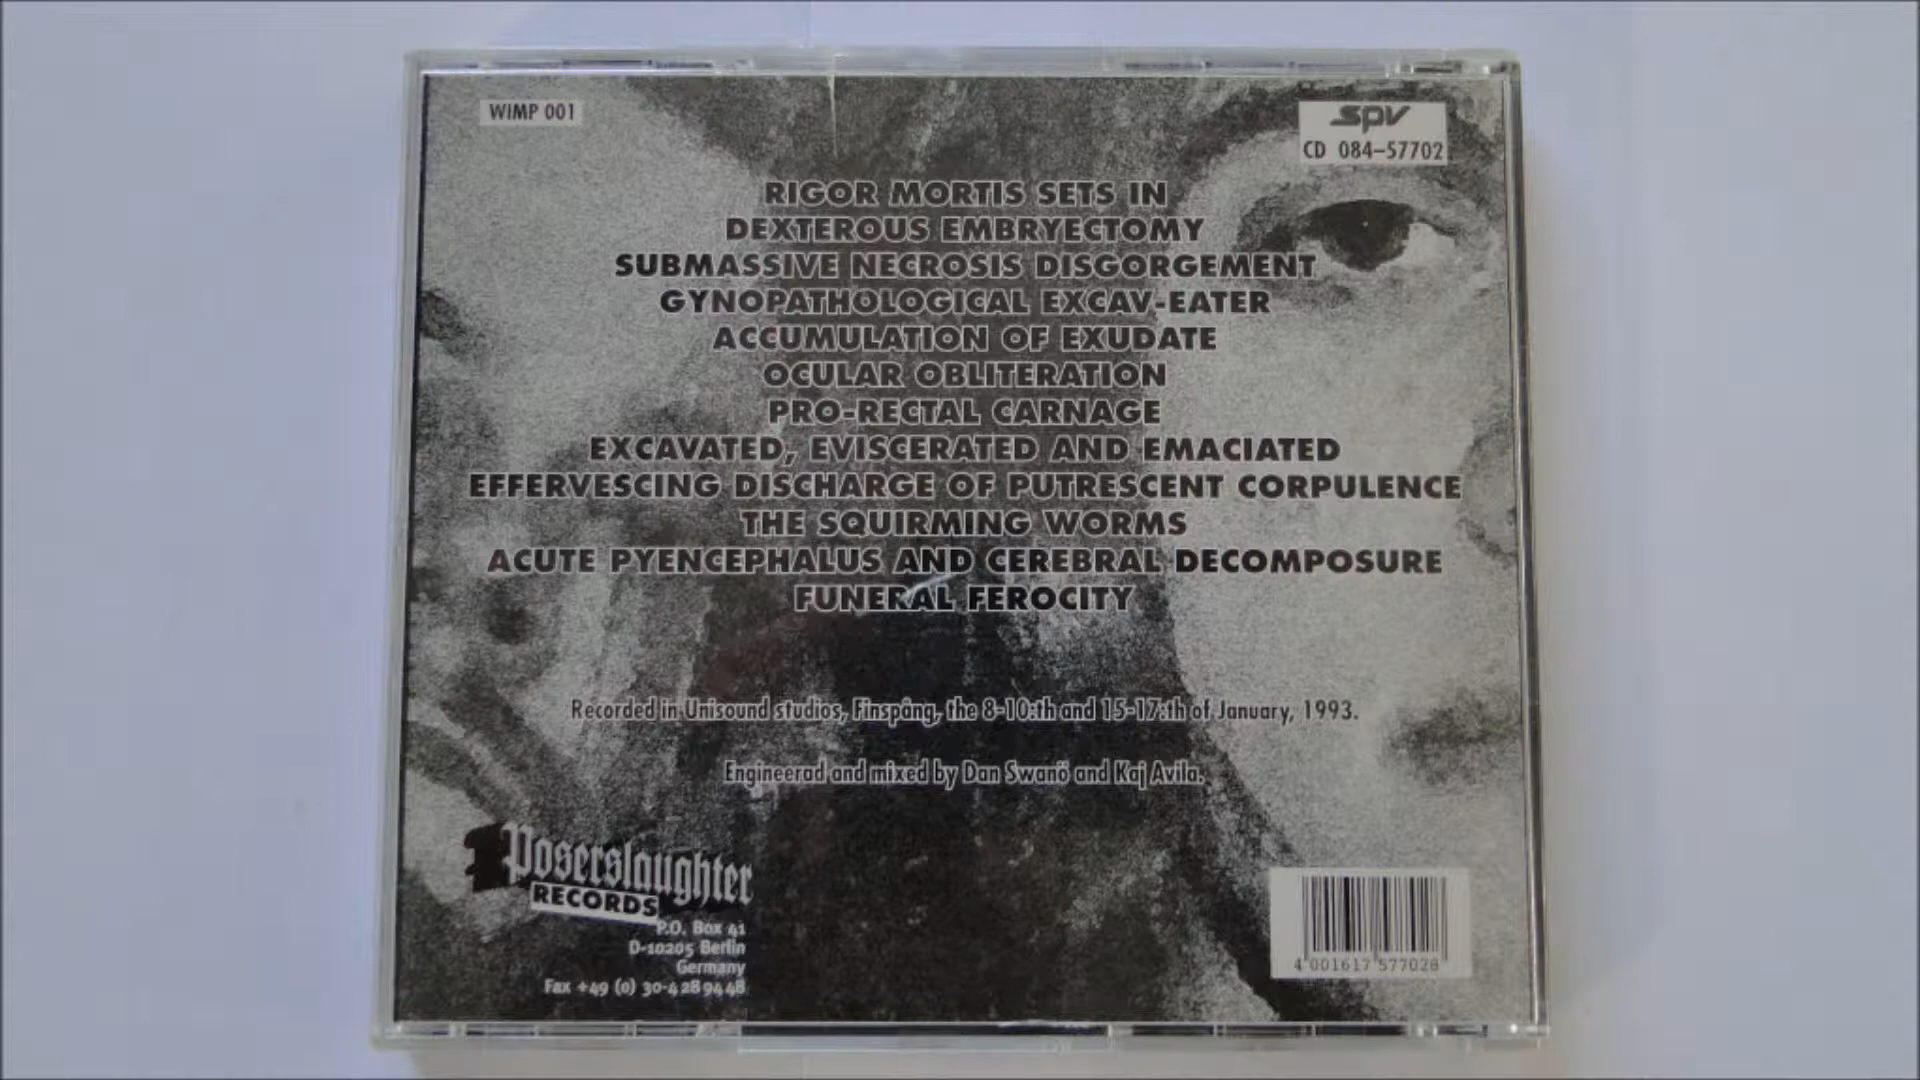 WIMP 001
spv
CD 084-57702
RIGOR MORTIS SETS IN
DEXTEROUS EMBRYECTOMY
SUBMASSIVE NECROSIS DISGORGEMENT
GYNOPATHOLOGICAL EXCAV-EATER
ACCUMULATION OF EXUDATE
OCULAR OBLITERATION
PRO-RECTAL CARNAGE
EXCAVATED, EVISCERATED AND EMACIATED
EFFERVESCING DISCHARGE OF PUTRESCENT CORPULENCE
THE SQUIRMING WORMS
ACUTE PYENCEPHALUS AND CEREBRAL DECOMPOSURE
FUNERAL FEROCITY
Recorded in Unisound studios, Finspång, the 8-10:th and 15-17:th of January, 1993.
Engineerad and mixed by Dan Swanö and Kaj Avila.
Poserslaughter
RECORDS
P.O. Box 41
D-10205 Berlin
Germany
Fax +49 (0) 30-4 28 94 48
4 001617 577028